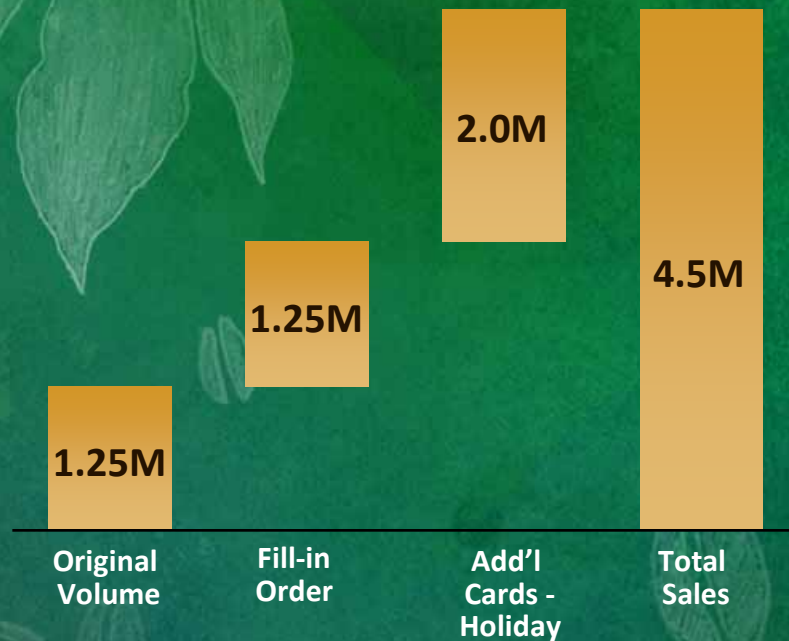 2.0M
4.5M
1.25M
1.25M
Original
Volume
Fill-in
Order
Add’l
Cards -
Holiday
Total
Sales